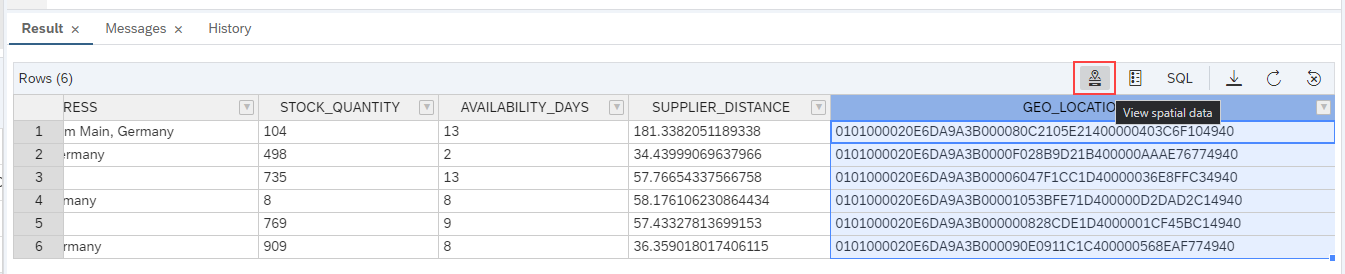 Result ×
Messages ×
History
Rows (6)
SQL
View spatial data
RESS STOCK_QUANTITY AVAILABILITY_DAYS SUPPLIER_DISTANCE GEO_LOCATIO
1 m Main, Germany 104 13 181.3382051189338 0101000020E6DA9A3B000080C2105E21400000403C6F104940
2 ermany 498 2 34.43999069637966 0101000020E6DA9A3B0000F028B9D21B400000AAAE76774940
3 735 13 57.76654337566758 0101000020E6DA9A3B00006047F1CC1D40000036E8FFC34940
4 many 8 8 58.176106230864434 0101000020E6DA9A3B00001053BFE71D400000D2DAD2C14940
5 769 9 57.43327813699153 0101000020E6DA9A3B000000828CDE1D4000001CF45BC14940
6 rmany 909 8 36.359018017406115 0101000020E6DA9A3B000090E0911C1C400000568EAF774940